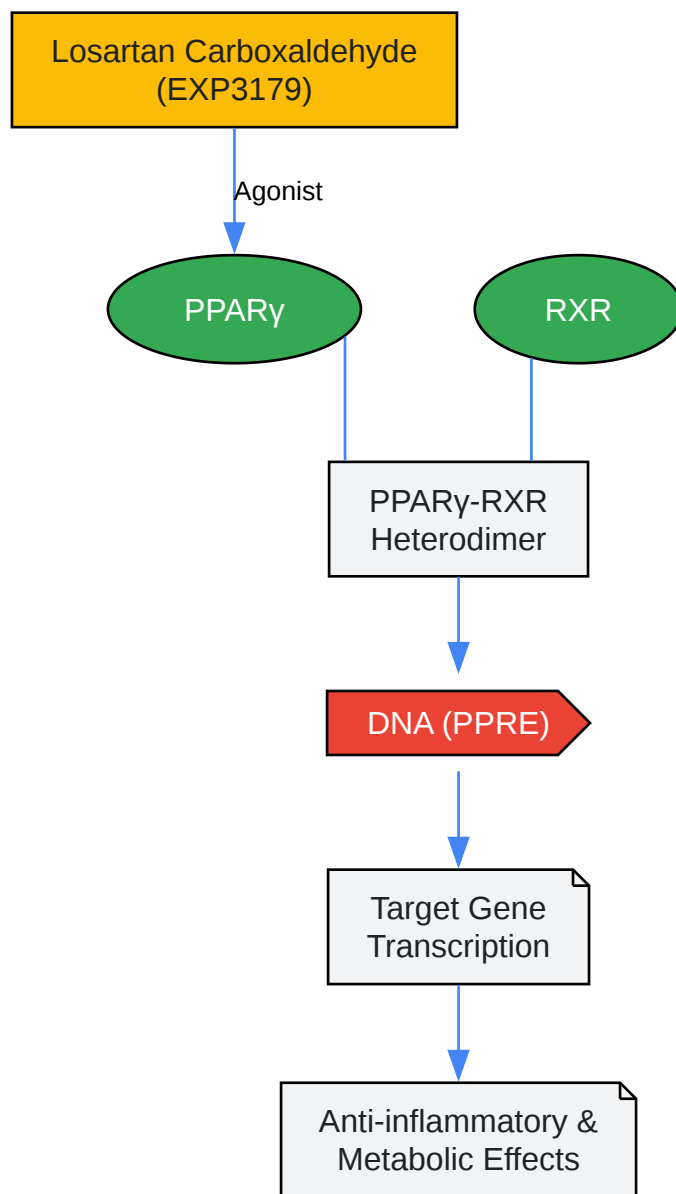 Losartan Carboxaldehyde
(EXP3179)
Agonist
PPARγ
RXR
PPARγ-RXR
Heterodimer
DNA (PPRE)
Target Gene
Transcription
Anti-inflammatory &
Metabolic Effects